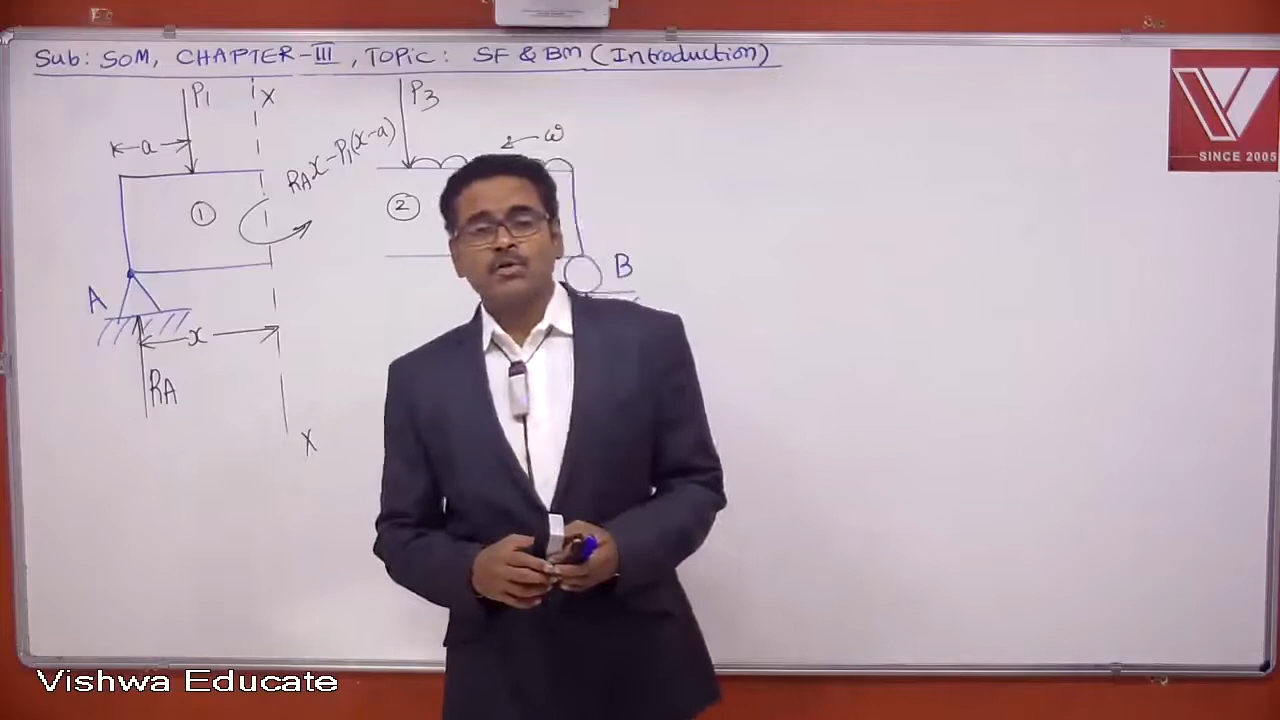 Sub: SOM, CHAPTER-III, TOPIC: SF & BM (Introduction)
P1
X
P3
a
RAx-P1(x-a)
ω
1
2
A
B
x
RA
X
V
SINCE 2005
Vishwa Educate